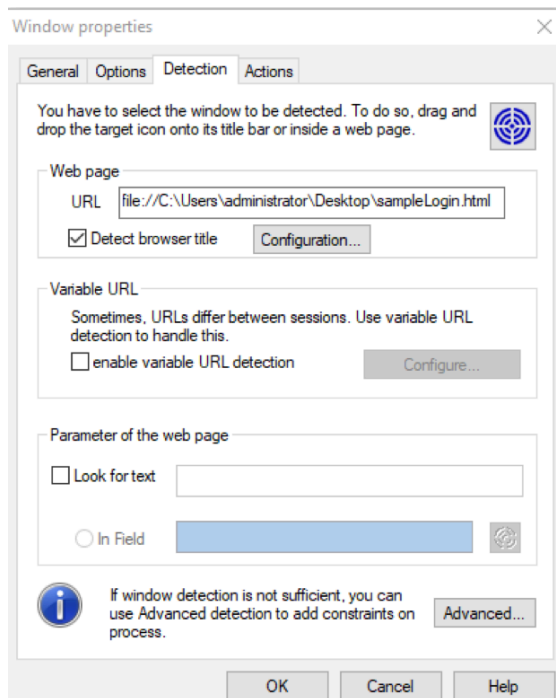 Window properties
General Options Detection Actions
You have to select the window to be detected. To do so, drag and
drop the target icon onto its title bar or inside a web page.
Web page
URL file://C:\Users\administrator\Desktop\sampleLogin.html
Detect browser title Configuration...
Variable URL
Sometimes, URLs differ between sessions. Use variable URL
detection to handle this.
enable variable URL detection Configure...
Parameter of the web page
Look for text
In Field
If window detection is not sufficient, you can
use Advanced detection to add constraints on
process.
Advanced...
OK Cancel Help